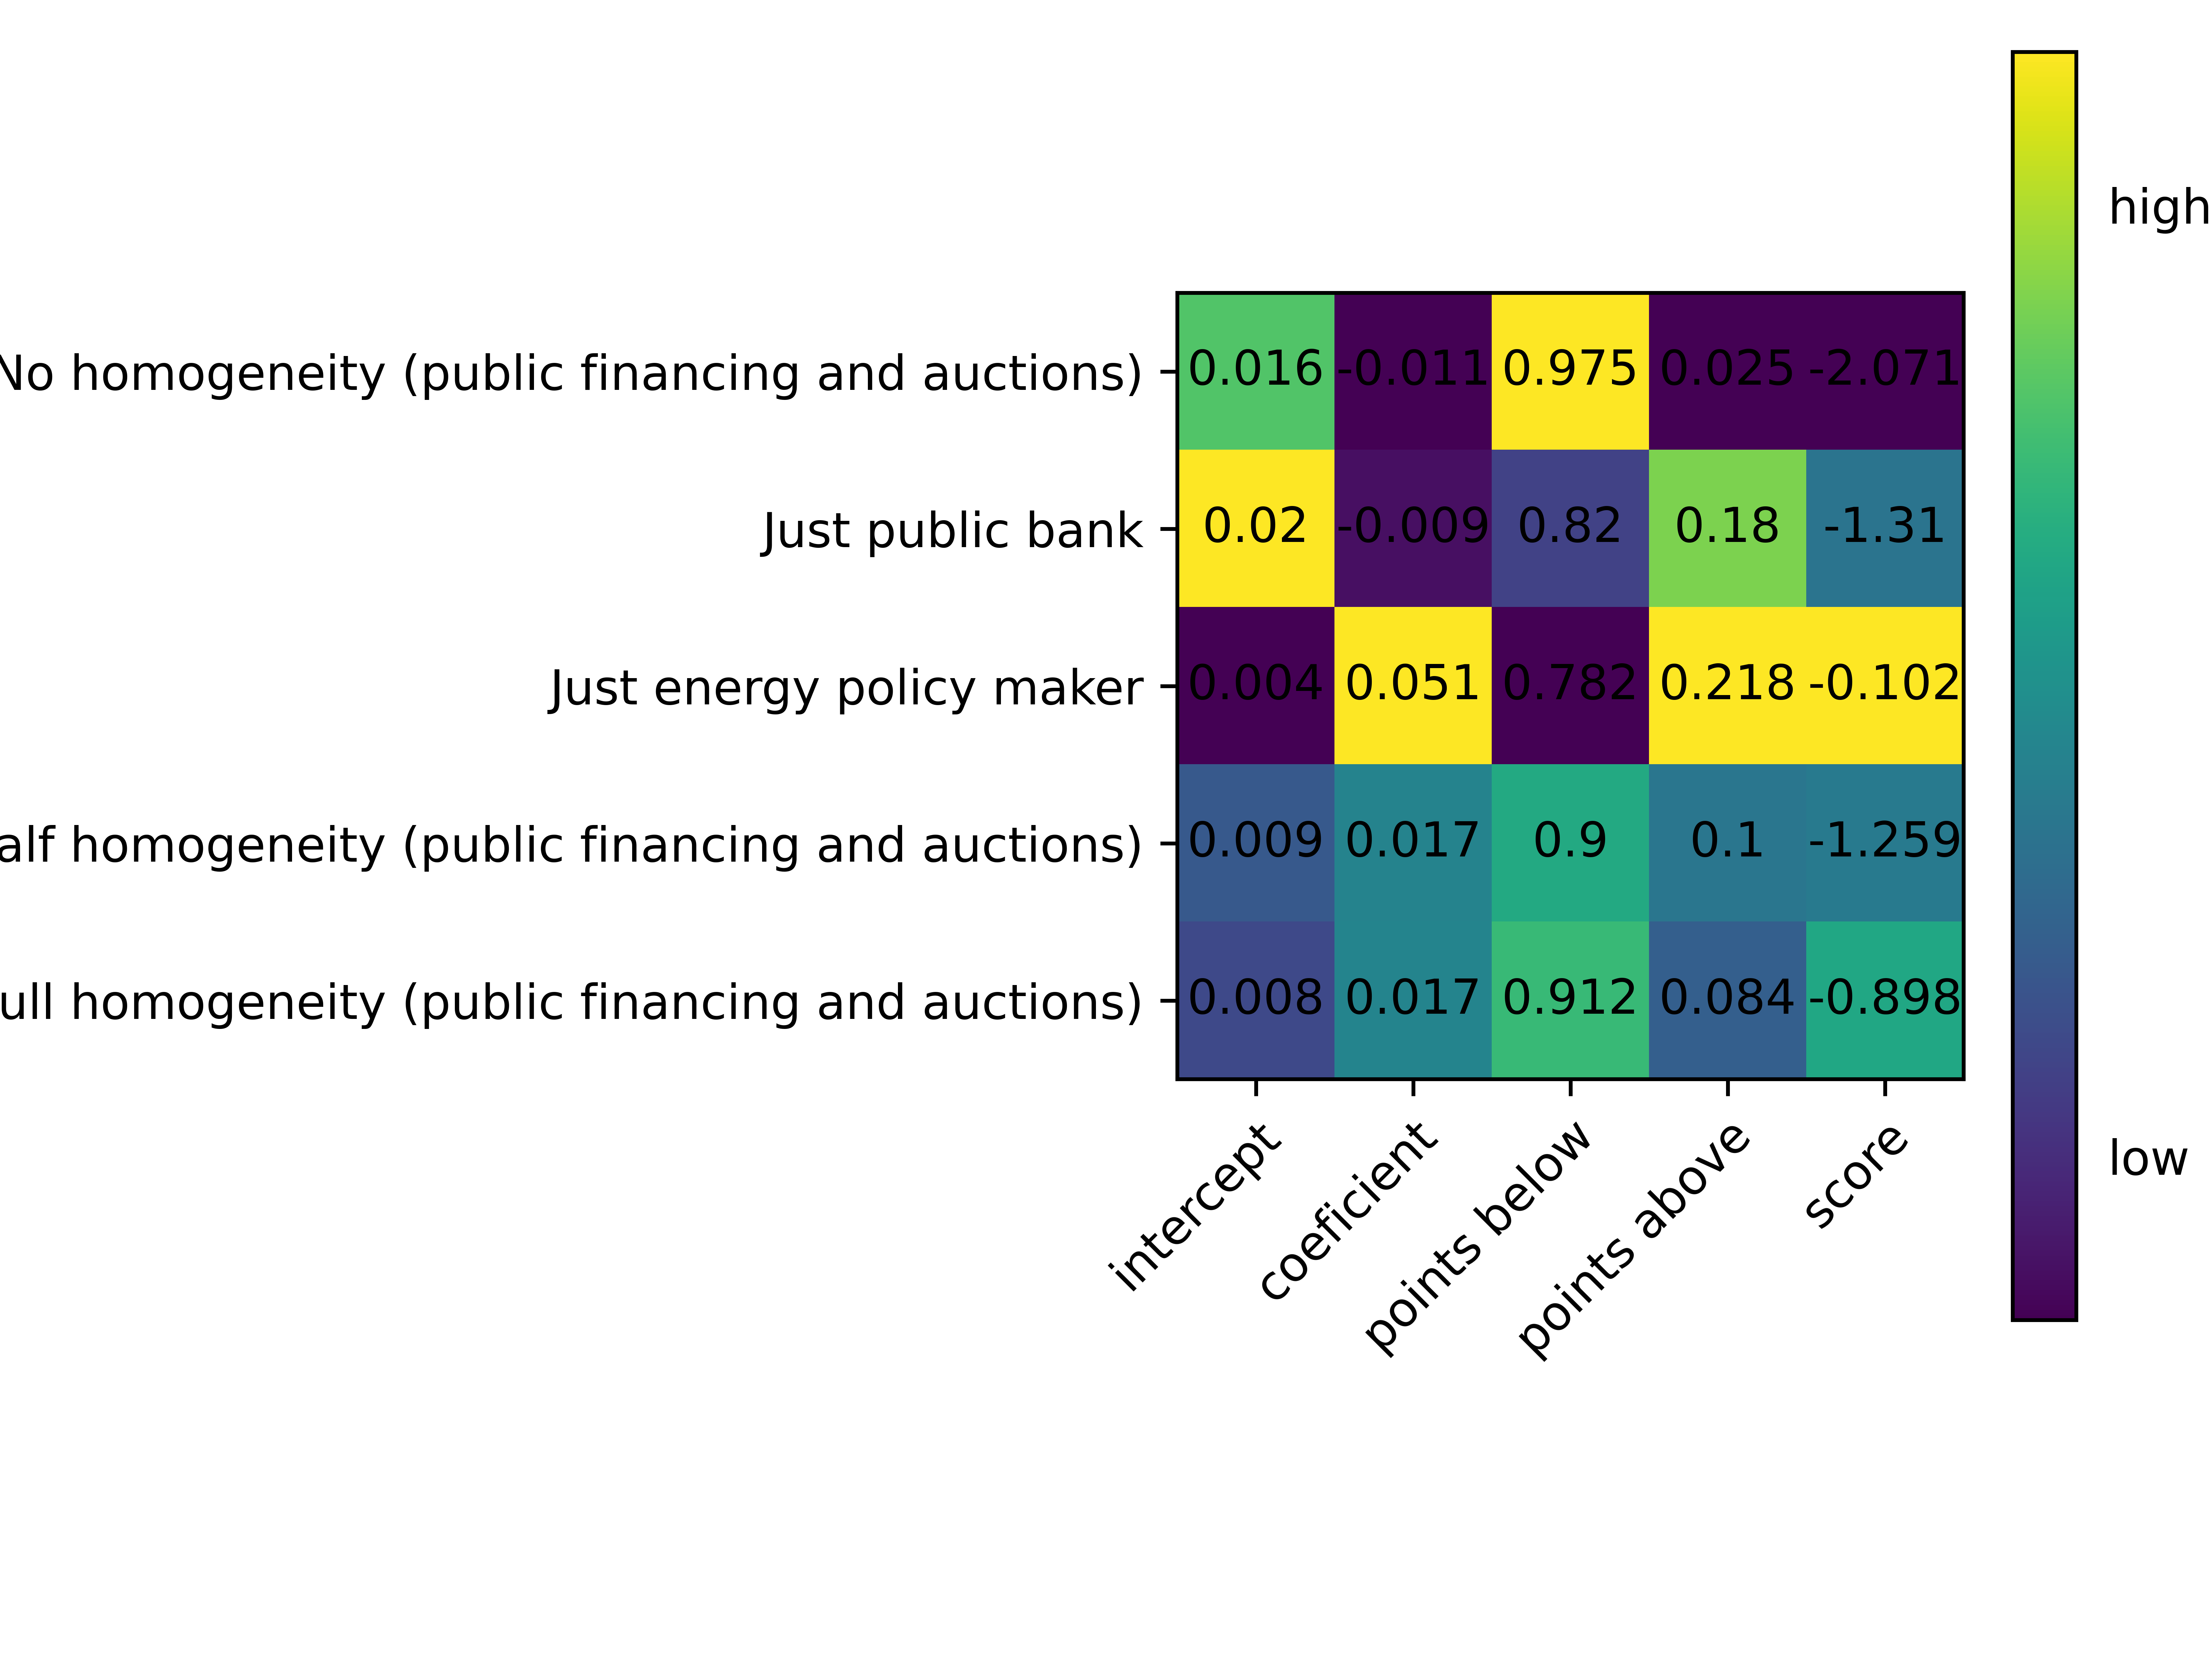 high
No homogeneity (public financing and auctions) 0.016 -0.011 0.975 0.025 -2.071
Just public bank 0.02 -0.009 0.82 0.18 -1.31
Just energy policy maker 0.004 0.051 0.782 0.218 -0.102
alf homogeneity (public financing and auctions) 0.009 0.017 0.9 0.1 -1.259
ull homogeneity (public financing and auctions) 0.008 0.017 0.912 0.084 -0.898
low
intercept coeficient points below points above score